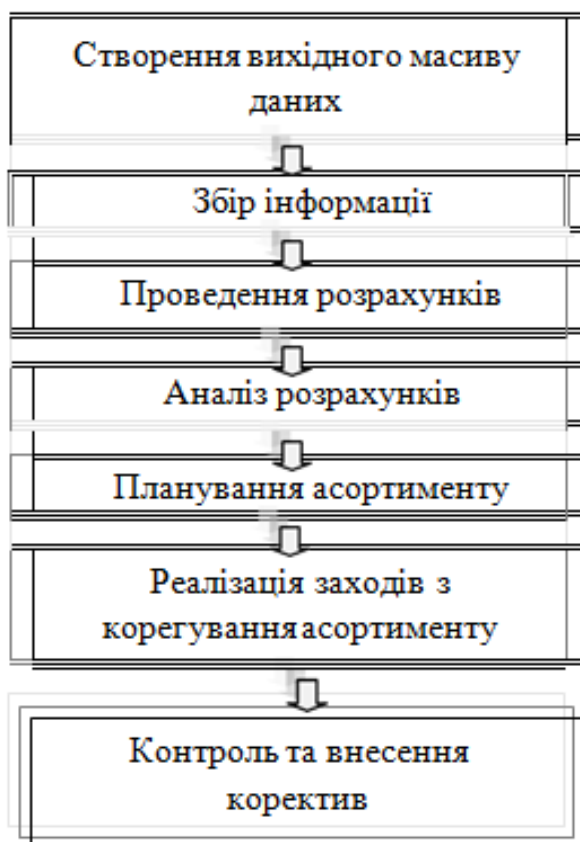 Створення вихідного масиву
даних
Збір інформації
Проведення розрахунків
Аналіз розрахунків
Планування асортименту
Реалізація заходів з
корегування асортименту
Контроль та внесення
коректив